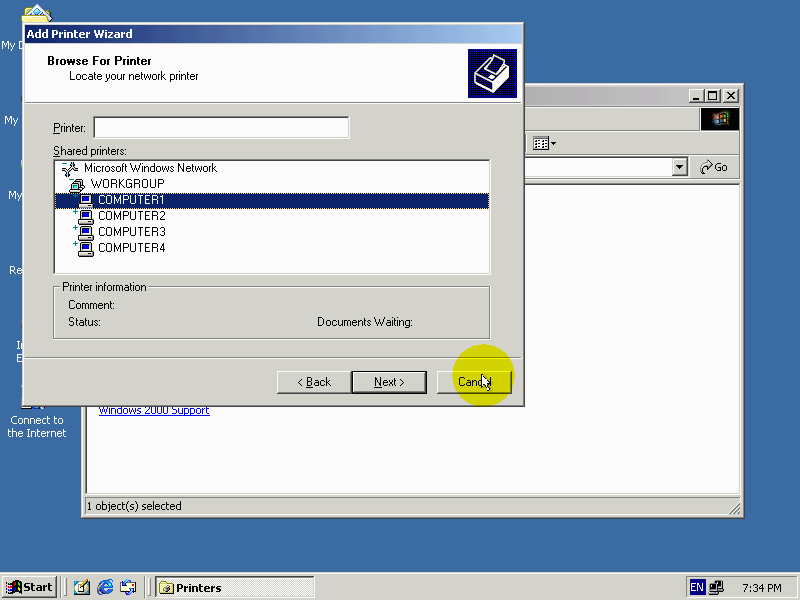 Add Printer Wizard
Browse For Printer
Locate your network printer
Printer:
Shared printers:
Microsoft Windows Network
WORKGROUP
COMPUTER1
COMPUTER2
COMPUTER3
COMPUTER4
Printer information
Comment:
Status:
Documents Waiting:
< Back
Next >
Cancel
Go
My D
My
My
Re
I
E
Connect to
the Internet
Windows 2000 Support
1 object(s) selected
Start
Printers
EN
7:34 PM